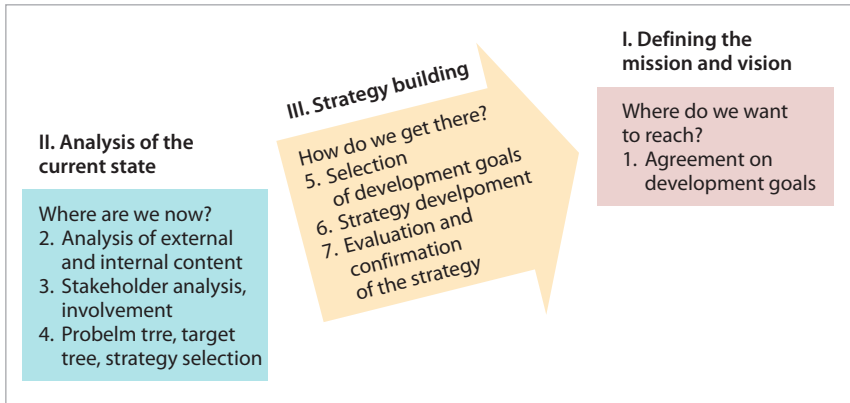 I. Defining the
mission and vision
Where do we want
to reach?
1. Agreement on
development goals
II. Analysis of the
current state
Where are we now?
2. Analysis of external
and internal content
3. Stakeholder analysis,
involvement
4. Probelm trre, target
tree, strategy selection
III. Strategy building
How do we get there?
5. Selection
of development goals
6. Strategy develpoment
7. Evaluation and
confirmation
of the strategy